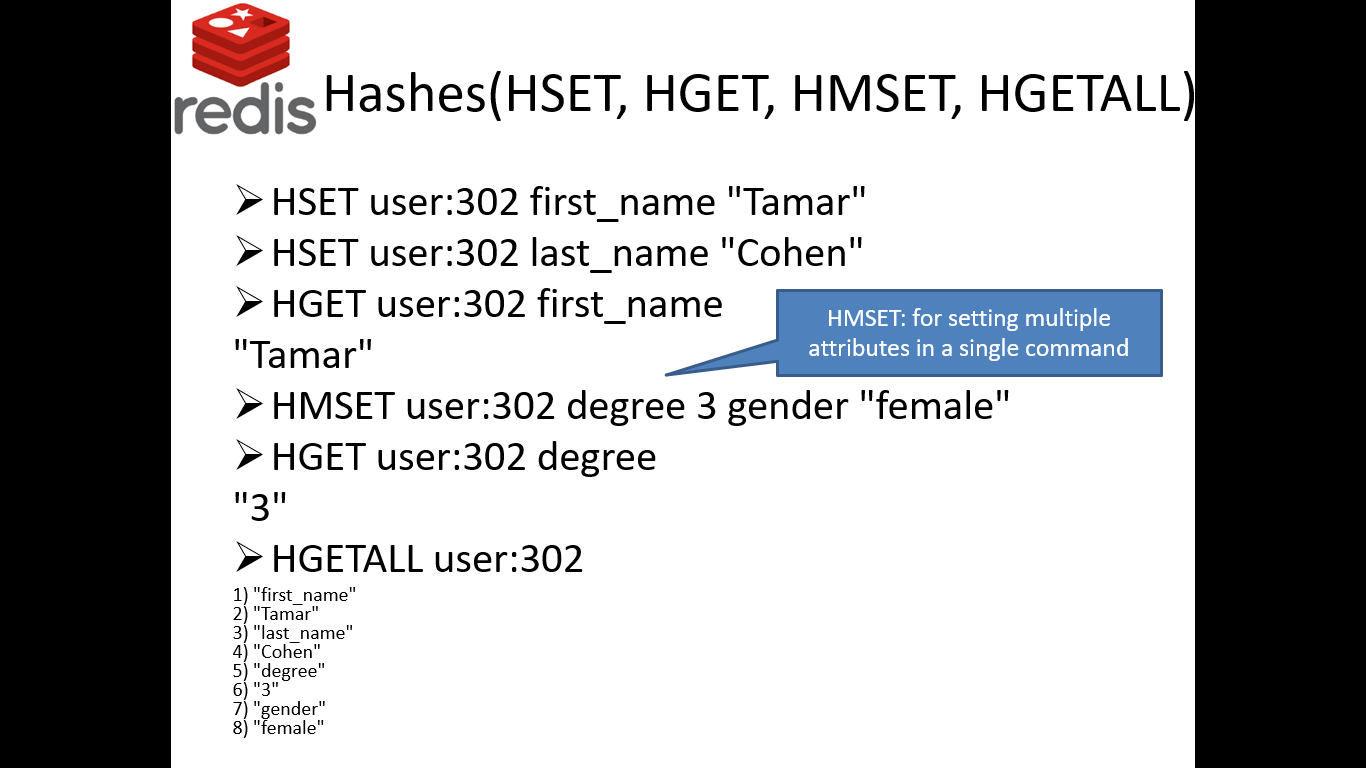 redis
Hashes(HSET, HGET, HMSET, HGETALL)
➢ HSET user:302 first_name "Tamar"
➢ HSET user:302 last_name "Cohen"
➢ HGET user:302 first_name
"Tamar"
HMSET: for setting multiple
attributes in a single command
➢ HMSET user:302 degree 3 gender "female"
➢ HGET user:302 degree
"3"
➢ HGETALL user:302
1) "first_name"
2) "Tamar"
3) "last_name"
4) "Cohen"
5) "degree"
6) "3"
7) "gender"
8) "female"